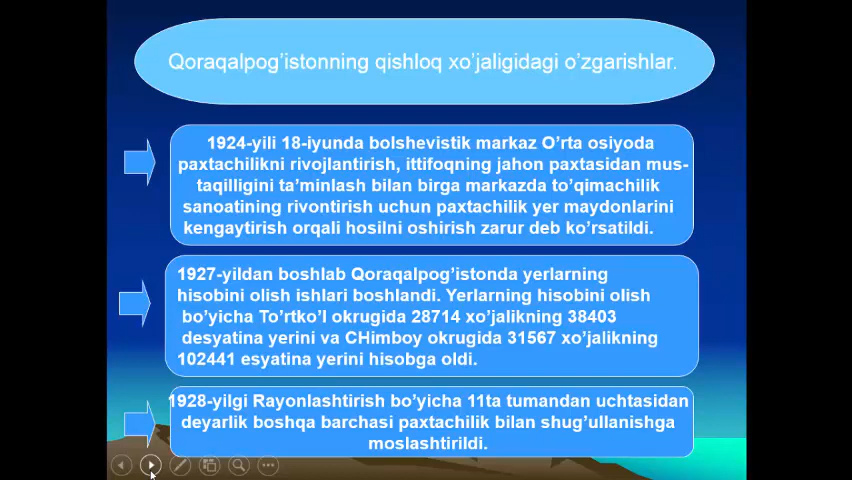 Qoraqalpog’istonning qishloq xo’jaligidagi o’zgarishlar.
1924-yili 18-iyunda bolshevistik markaz O’rta osiyoda
paxtachilikni rivojlantirish, ittifoqning jahon paxtasidan mus-
taqilligini ta’minlash bilan birga markazda to’qimachilik
sanoatining rivontirish uchun paxtachilik yer maydonlarini
kengaytirish orqali hosilni oshirish zarur deb ko’rsatildi.
1927-yildan boshlab Qoraqalpog’istonda yerlarning
hisobini olish ishlari boshlandi. Yerlarning hisobini olish
bo’yicha To’rtko’l okrugida 28714 xo’jalikning 38403
desyatina yerini va CHimboy okrugida 31567 xo’jalikning
102441 esyatina yerini hisobga oldi.
1928-yilgi Rayonlashtirish bo’yicha 11ta tumandan uchtasidan
deyarlik boshqa barchasi paxtachilik bilan shug’ullanishga
moslashtirildi.